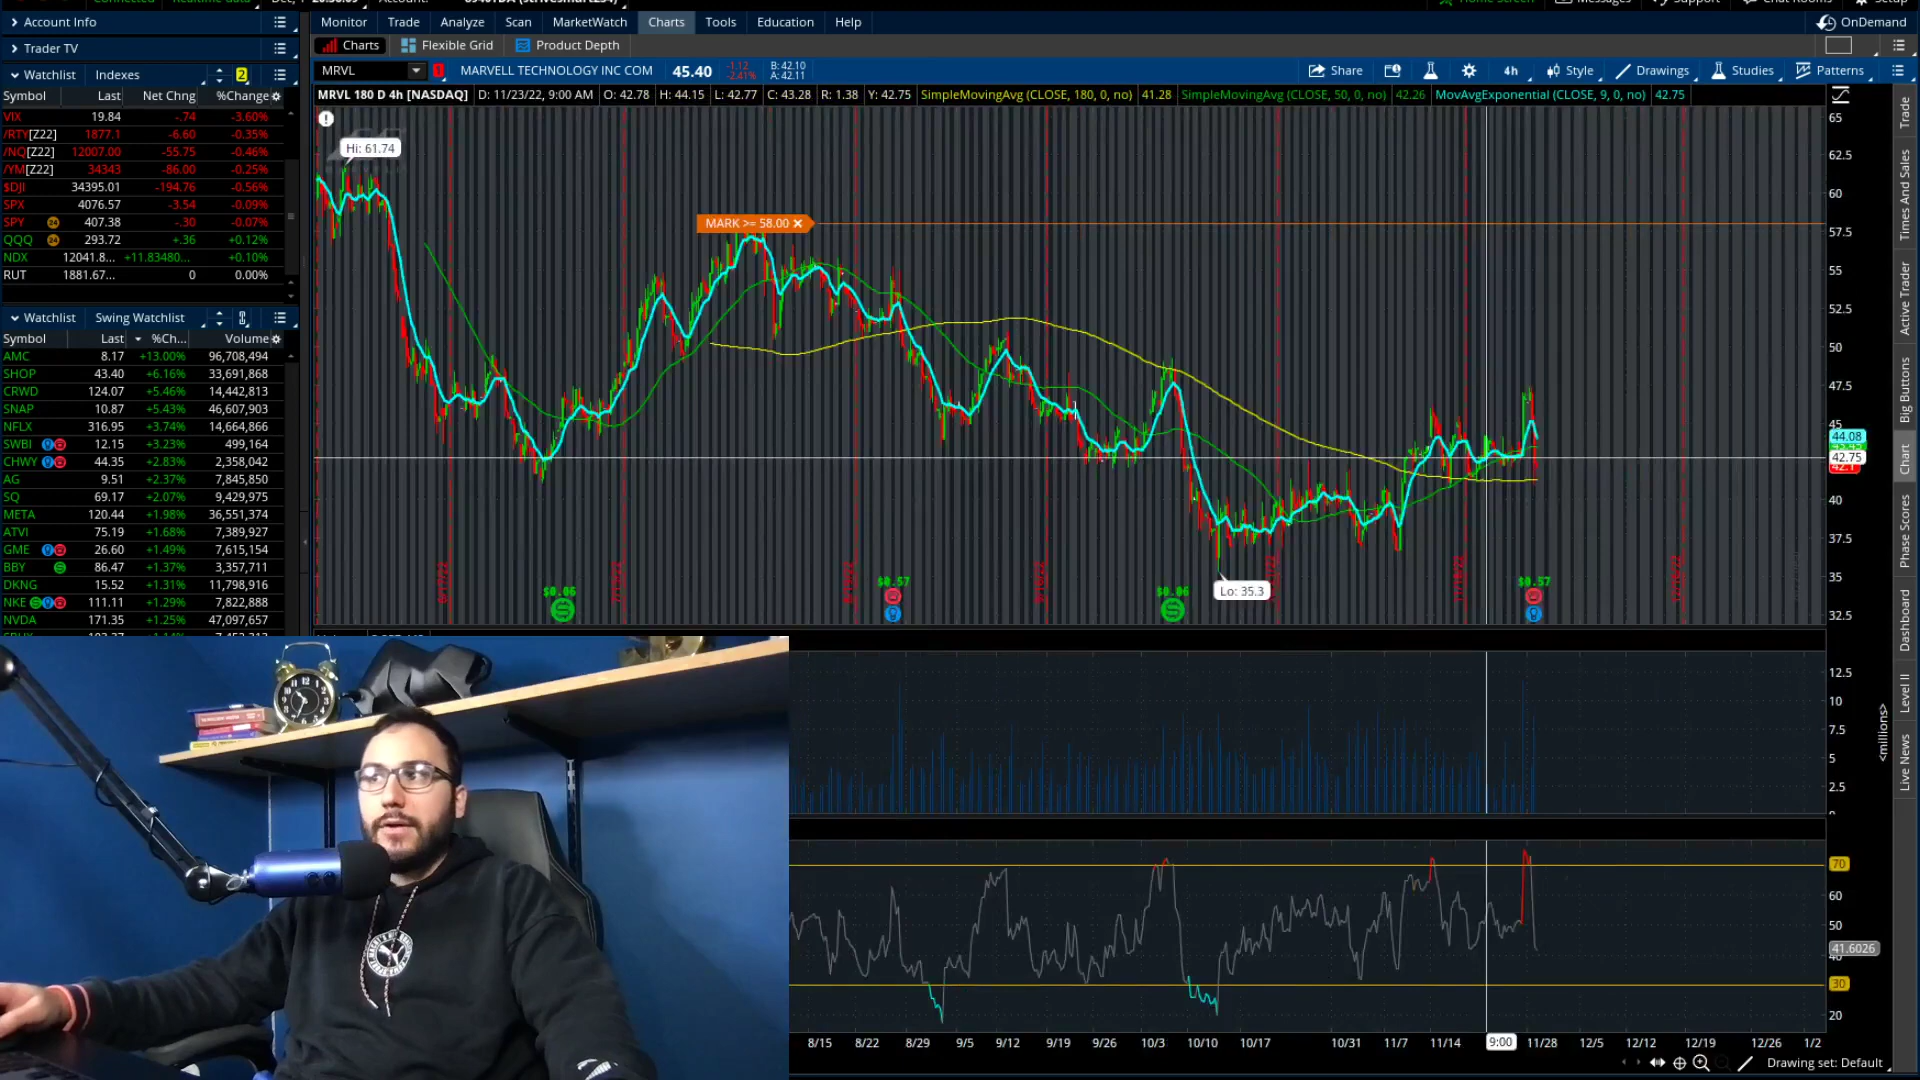 Account Info
Trader TV
Watchlist Indexes 2
Symbol Last Net Chng %Change
VIX 19.84 -.74 -3.60%
/RTY[Z22] 1877.1 -6.60 -0.35%
/NQ[Z22] 12007.00 -55.75 -0.46%
/YM[Z22] 34343 -86.00 -0.25%
$DJI 34395.01 -194.76 -0.56%
SPX 4076.57 -3.54 -0.09%
SPY 407.38 -.30 -0.07%
QQQ 293.72 +.36 +0.12%
NDX 12041.8... +11.83480... +0.10%
RUT 1881.67... 0 0.00%
Watchlist Swing Watchlist
Symbol Last %Ch... Volume
AMC 8.17 +13.00% 96,708,494
SHOP 43.40 +6.16% 33,691,868
CRWD 124.07 +5.46% 14,442,813
SNAP 10.87 +5.43% 46,607,903
NFLX 316.95 +3.74% 14,664,866
SWBI 12.15 +3.23% 499,164
CHWY 44.35 +2.83% 2,358,042
AG 9.51 +2.37% 7,845,850
SQ 69.17 +2.07% 9,429,975
META 120.44 +1.98% 36,551,374
ATVI 75.19 +1.68% 7,389,927
GME 26.60 +1.49% 7,615,154
BBY 86.47 +1.37% 3,357,711
DKNG 15.52 +1.31% 11,798,916
NKE 111.11 +1.29% 7,822,888
NVDA 171.35 +1.25% 47,097,657
Monitor Trade Analyze Scan MarketWatch Charts Tools Education Help OnDemand
Charts Flexible Grid Product Depth
MRVL 1 MARVELL TECHNOLOGY INC COM 45.40 -1.12 -2.41% B: 42.10 A: 42.11 Share 4h Style Drawings Studies Patterns
MRVL 180 D 4h [NASDAQ] D: 11/23/22, 9:00 AM O: 42.78 H: 44.15 L: 42.77 C: 43.28 R: 1.38 Y: 42.75 SimpleMovingAvg (CLOSE, 180, 0, no) 41.28 SimpleMovingAvg (CLOSE, 50, 0, no) 42.26 MovAvgExponential (CLOSE, 9, 0, no) 42.75
Hi: 61.74
MARK >= 58.00
Lo: 35.3
$0.06 $0.57 $0.06 $0.57
65
62.5
60
57.5
55
52.5
50
47.5
45
44.08
42.75
40
37.5
35
32.5
12.5
10
7.5
5
2.5
<millions>
70
60
50
41.6026
30
20
8/15 8/22 8/29 9/5 9/12 9/19 9/26 10/3 10/10 10/17 10/31 11/7 11/14 9:00 11/28 12/5 12/12 12/19 12/26 1/2
Drawing set: Default
Trade
Times And Sales
Active Trader
Big Buttons
Chart
Phase Scores
Dashboard
Level II
Live News